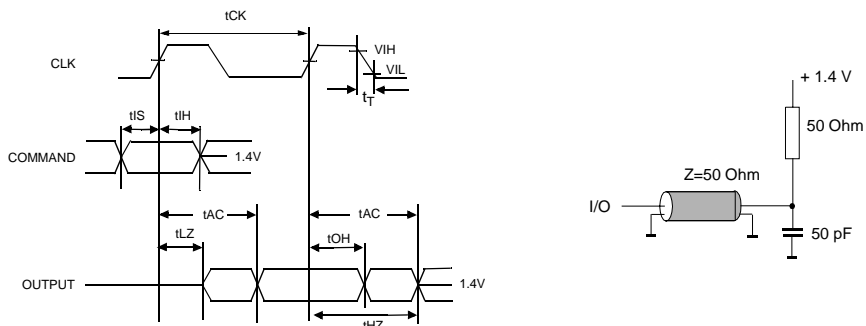 tCK
CLK
VIH
VIL
tT
tIS
tIH
COMMAND
1.4V
tAC
tAC
tLZ
tOH
OUTPUT
1.4V
tHZ
+ 1.4 V
50 Ohm
Z=50 Ohm
I/O
50 pF